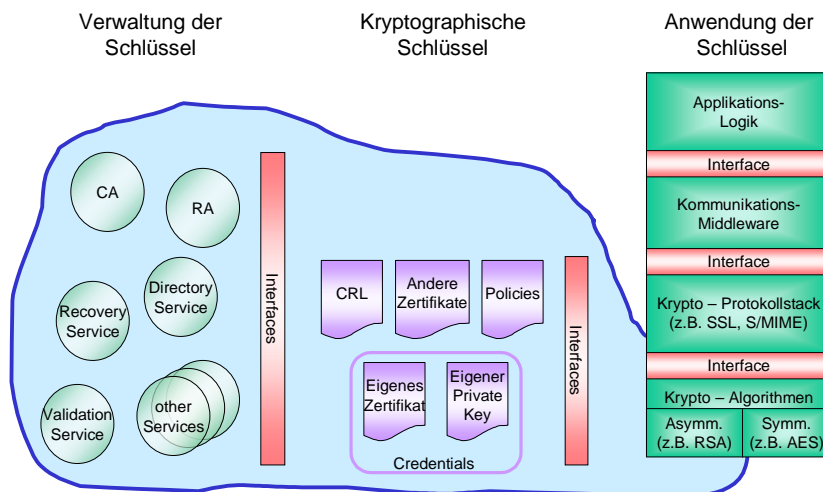 Verwaltung der
Schlüssel
Kryptographische
Schlüssel
Anwendung der
Schlüssel
CA
RA
Directory
Service
Recovery
Service
Validation
Service
other
Services
Interfaces
CRL
Andere
Zertifikate
Policies
Eigenes
Zertifikat
Eigener
Private
Key
Credentials
Interfaces
Applikations-
Logik
Interface
Kommunikations-
Middleware
Interface
Krypto – Protokollstack
(z.B. SSL, S/MIME)
Interface
Krypto – Algorithmen
Asymm.
(z.B. RSA)
Symm.
(z.B. AES)